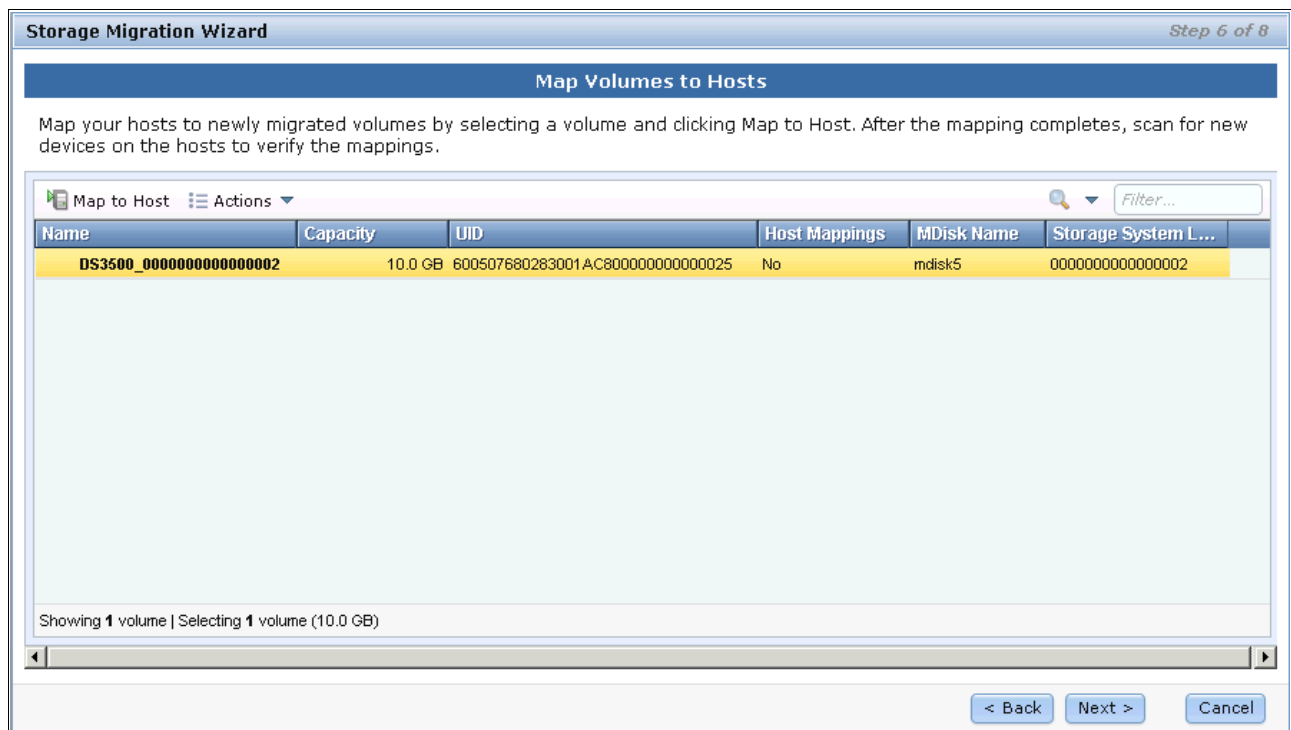 Storage Migration Wizard Step 6 of 8
Map Volumes to Hosts
Map your hosts to newly migrated volumes by selecting a volume and clicking Map to Host. After the mapping completes, scan for new
devices on the hosts to verify the mappings.
Map to Host Actions Filter...
Name Capacity UID Host Mappings MDisk Name Storage System L...
DS3500_0000000000000002 10.0 GB 600507680283001AC800000000000025 No mdisk5 0000000000000002
Showing 1 volume | Selecting 1 volume (10.0 GB)
< Back Next > Cancel